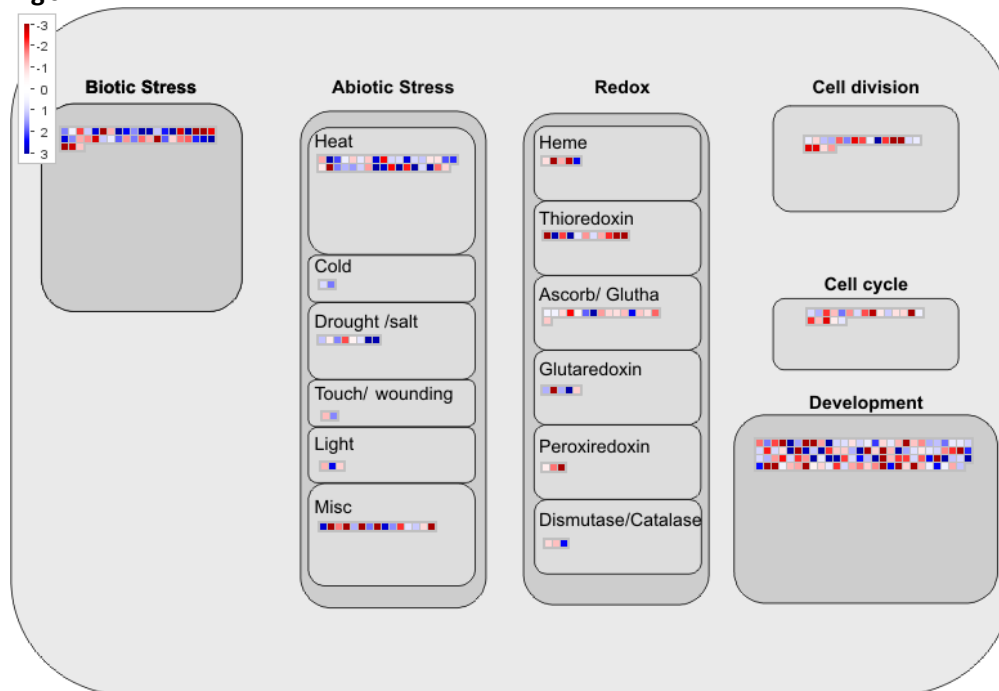 -3
-2
-1
0
1
2
3
Biotic Stress
Abiotic Stress
Redox
Cell division
Heat
Cold
Drought /salt
Touch/ wounding
Light
Misc
Heme
Thioredoxin
Ascorb/ Glutha
Glutaredoxin
Peroxiredoxin
Dismutase/Catalase
Cell cycle
Development